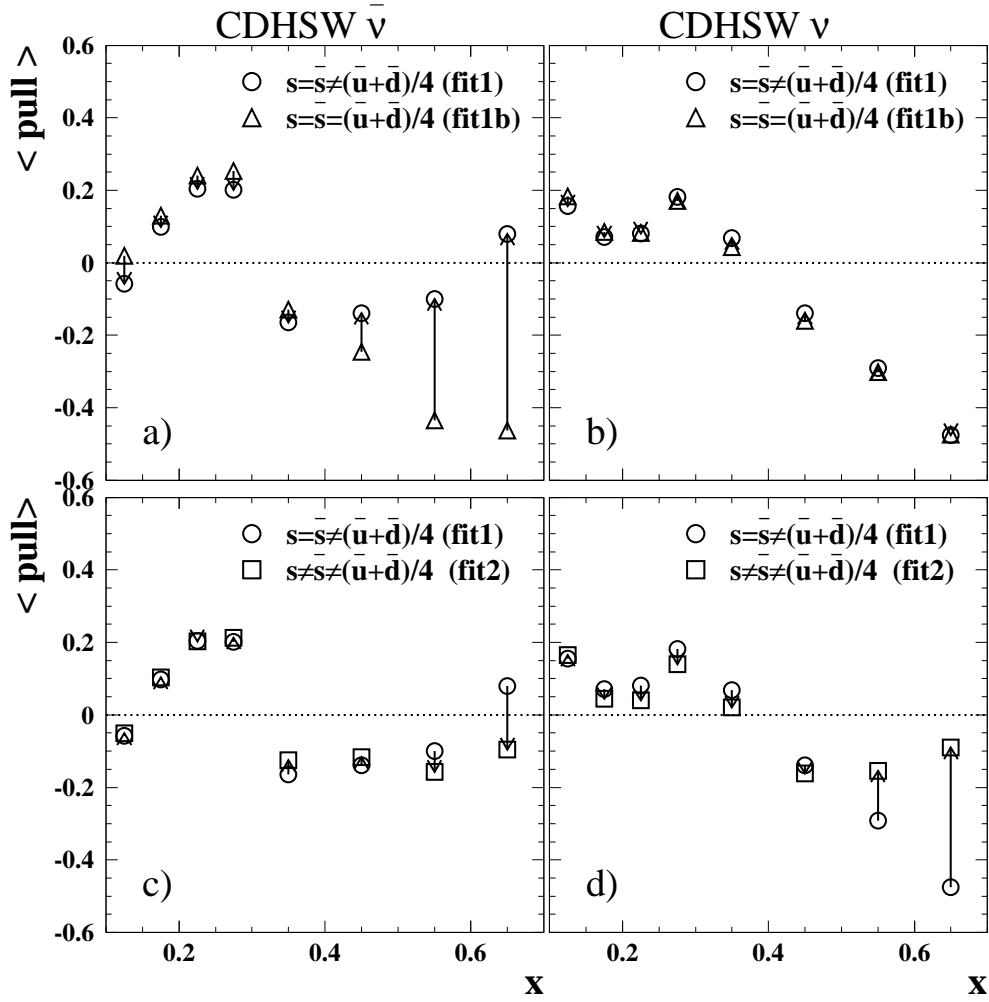 CDHSW ν̄
CDHSW ν
< pull >
0.6
0.4
0.2
0
-0.2
-0.4
-0.6
s=s̄≠(ū+d̄)/4 (fit1)
s=s̄=(ū+d̄)/4 (fit1b)
a)
s=s̄≠(ū+d̄)/4 (fit1)
s=s̄=(ū+d̄)/4 (fit1b)
b)
< pull >
0.6
0.4
0.2
0
-0.2
-0.4
-0.6
s=s̄≠(ū+d̄)/4 (fit1)
s≠s̄≠(ū+d̄)/4 (fit2)
c)
s=s̄≠(ū+d̄)/4 (fit1)
s≠s̄≠(ū+d̄)/4 (fit2)
d)
0.2 0.4 0.6
0.2 0.4 0.6
x
x